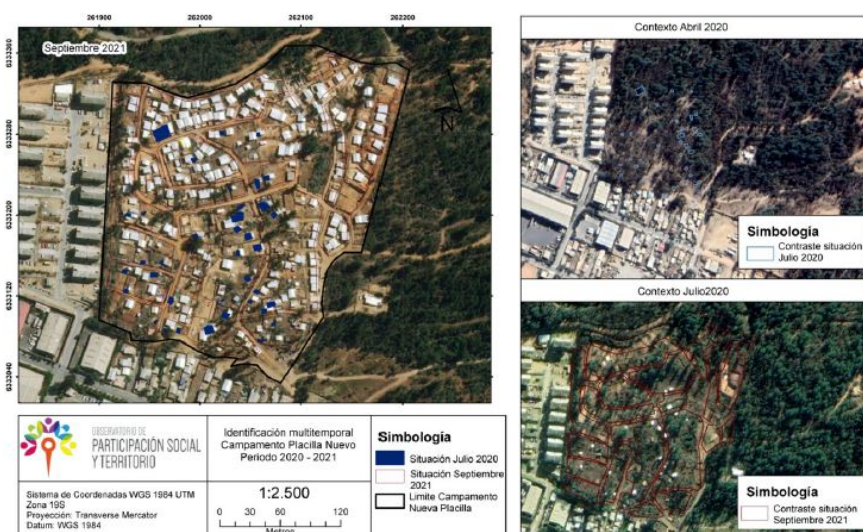 261900
262000
262100
262200
6333360
6333280
6333200
6333120
6333040
Septiembre 2021
OBSERVATORIO DE
PARTICIPACIÓN SOCIAL
Y TERRITORIO
Identificación multitemporal
Campamento Placilla Nuevo
Periodo 2020 - 2021
Sistema de Coordenadas WGS 1984 UTM
Zona 19S
Proyección: Transverse Mercator
Datum: WGS 1984
1:2.500
0 30 60 120
Metros
Simbología
Situación Julio 2020
Situación Septiembre
2021
Limite Campamento
Nueva Placilla
Contexto Abril 2020
Simbología
Contraste situación
Julio 2020
Contexto Julio2020
Simbología
Contraste situación
Septiembre 2021